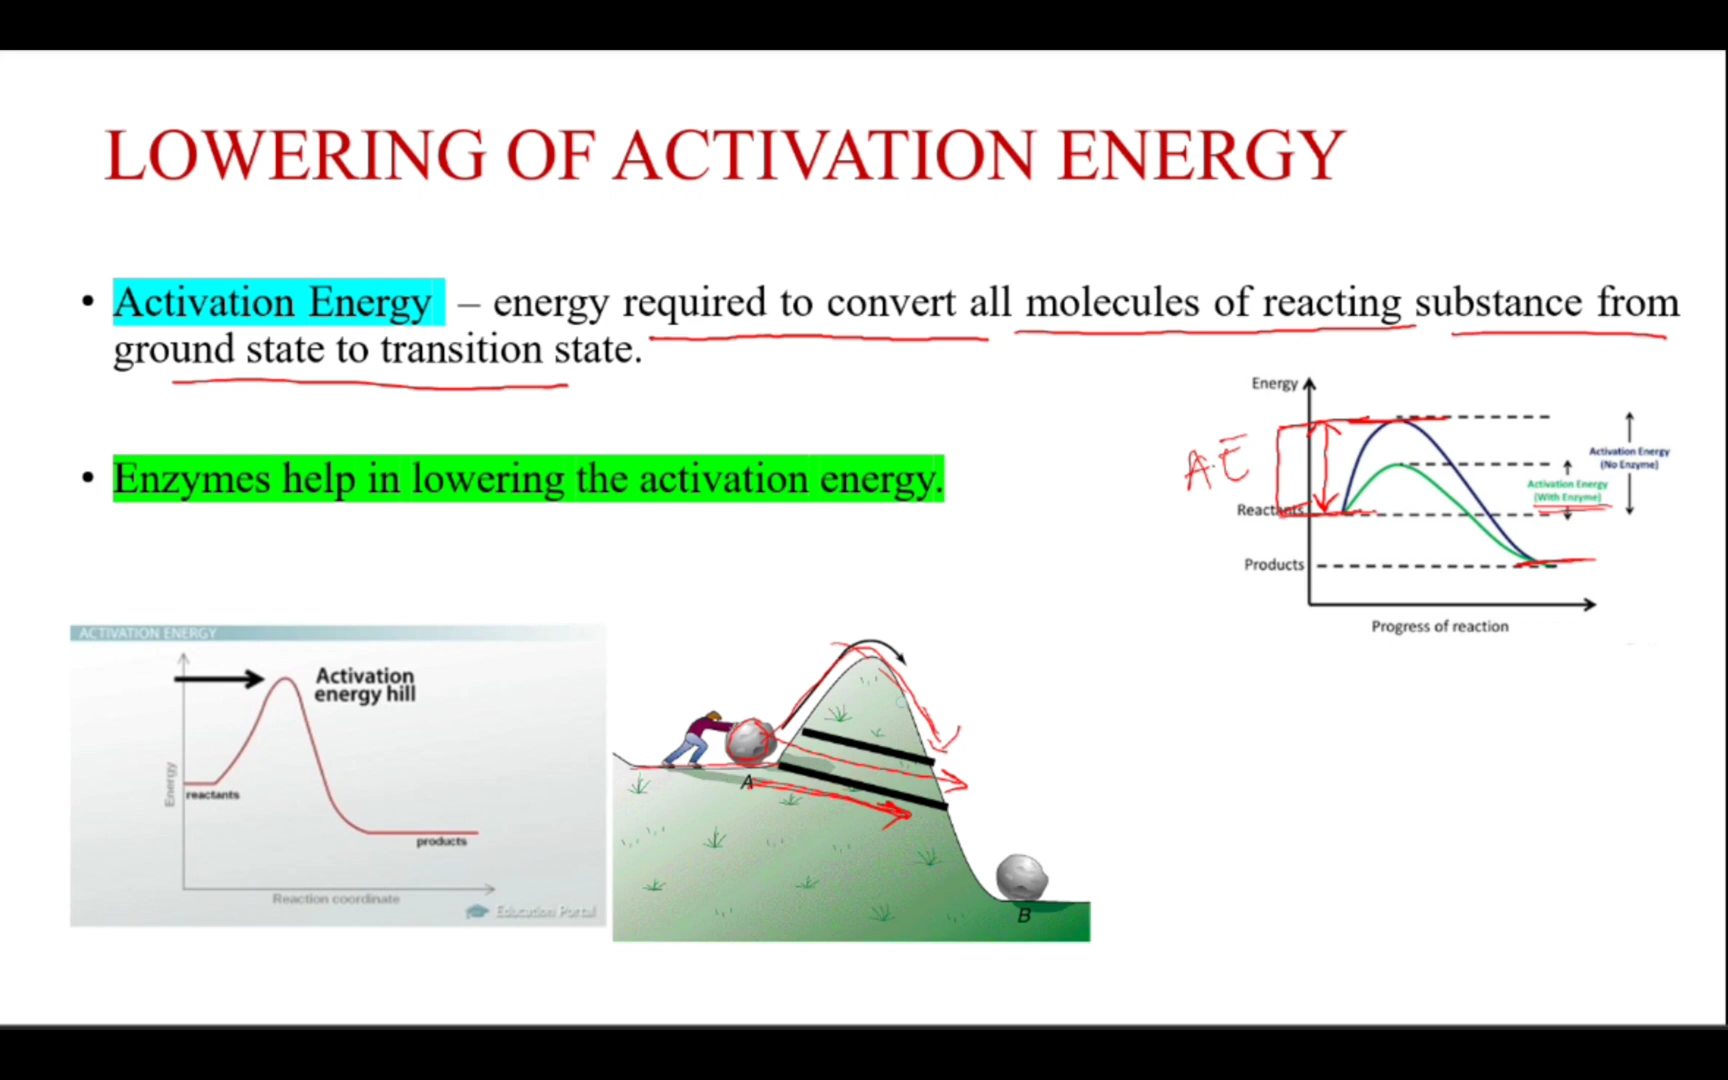 LOWERING OF ACTIVATION ENERGY
• Activation Energy – energy required to convert all molecules of reacting substance from
ground state to transition state.
• Enzymes help in lowering the activation energy.
Energy
A.E
Activation Energy
(No Enzyme)
Activation Energy
(With Enzyme)
Reactants
Products
Progress of reaction
ACTIVATION ENERGY
Activation
energy hill
Energy
reactants
products
Reaction coordinate
Education Portal
A
B